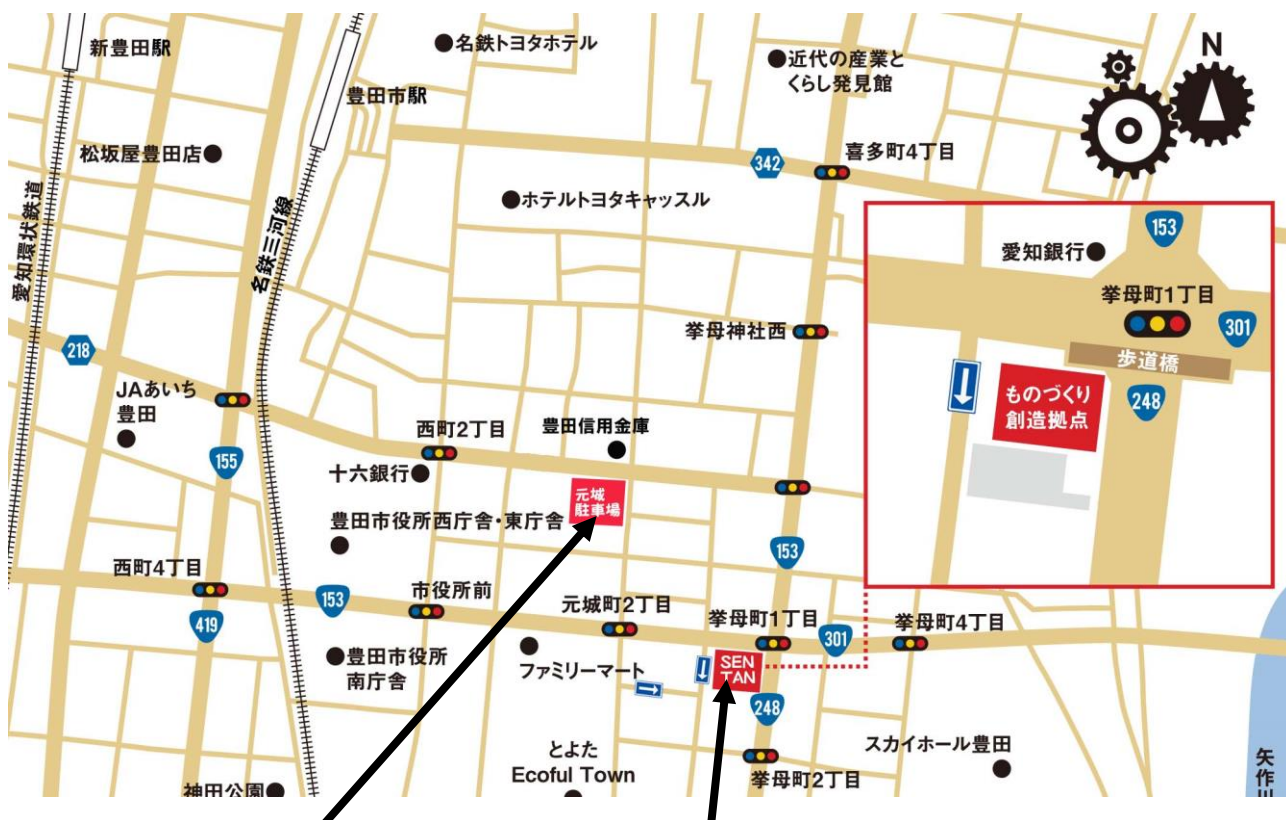 新豊田駅
名鉄トヨタホテル
近代の産業と
くらし発見館
N
豊田市駅
松坂屋豊田店
342
喜多町4丁目
ホテルトヨタキャッスル
愛知環状鉄道
名鉄三河線
153
愛知銀行
挙母町1丁目
301
歩道橋
248
ものづくり
創造拠点
挙母神社西
218
JAあいち
豊田
155
西町2丁目
豊田信用金庫
十六銀行
元城
駐車場
豊田市役所西庁舎・東庁舎
153
西町4丁目
153
市役所前
元城町2丁目
挙母町1丁目
301
挙母町4丁目
419
豊田市役所
南庁舎
ファミリーマート
SEN
TAN
248
スカイホール豊田
とよた
Ecoful Town
挙母町2丁目
神田公園
矢作川